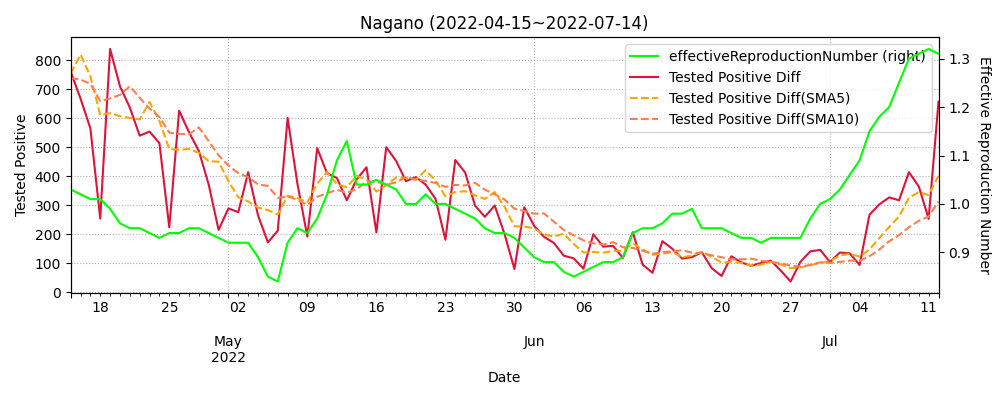 Nagano (2022-04-15~2022-07-14)
effectiveReproductionNumber (right)
Tested Positive Diff
Tested Positive Diff(SMA5)
Tested Positive Diff(SMA10)
Tested Positive
800
700
600
500
400
300
200
100
0
Effective Reproduction Number
1.3
1.2
1.1
1.0
0.9
18 25 02 09 16 23 30 06 13 20 27 04 11
May Jun Jul
2022
Date